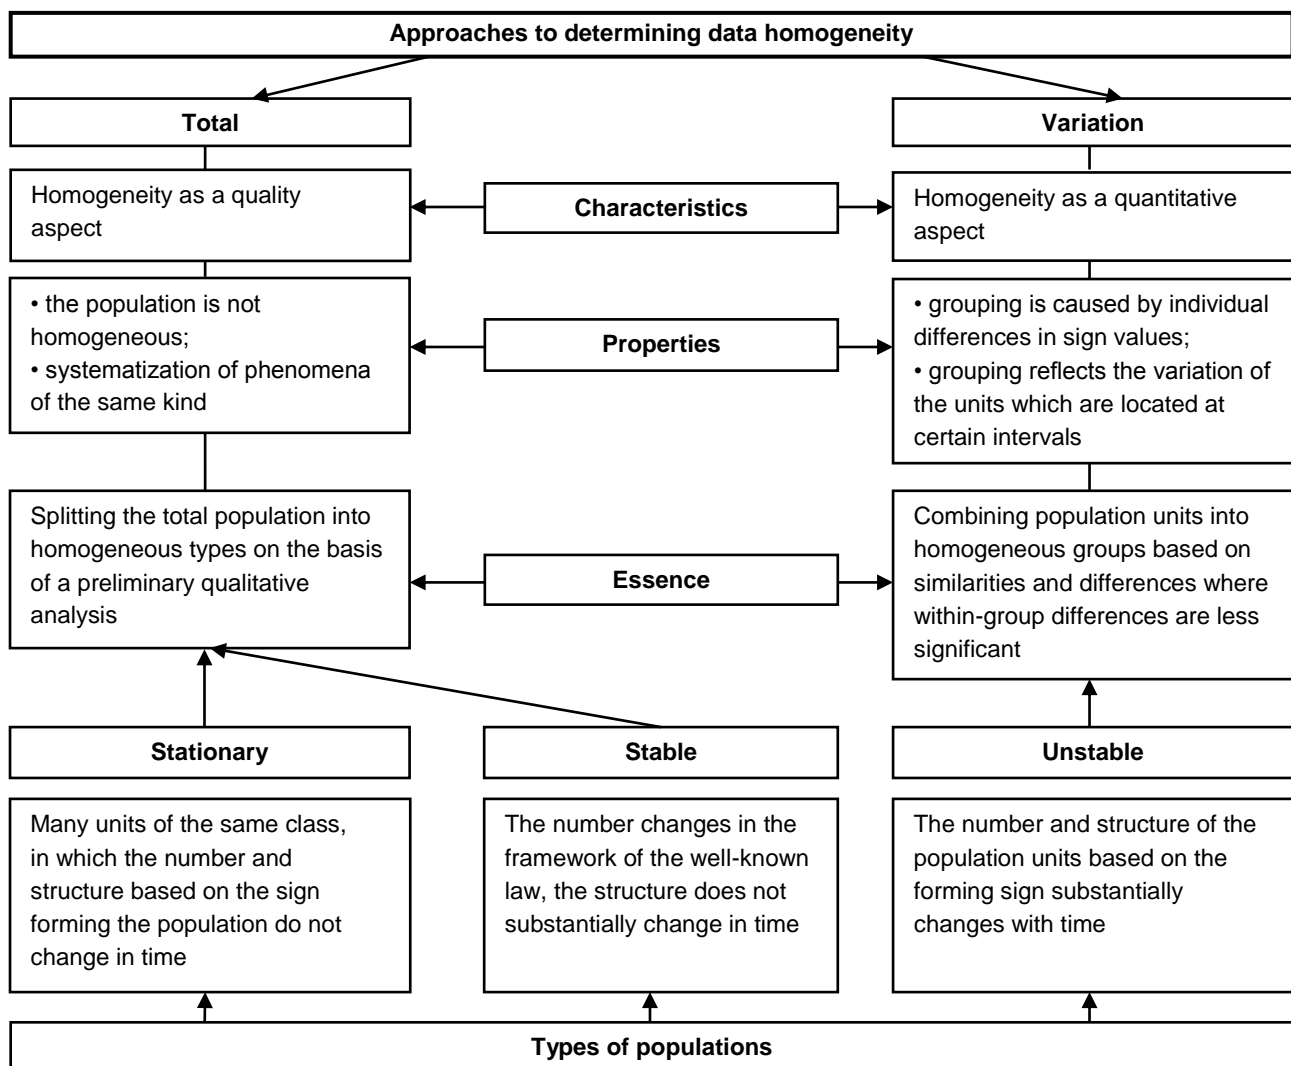 Approaches to determining data homogeneity
Total
Variation
Homogeneity as a quality
aspect
Characteristics
Homogeneity as a quantitative
aspect
• the population is not
homogeneous;
• systematization of phenomena
of the same kind
Properties
• grouping is caused by individual
differences in sign values;
• grouping reflects the variation of
the units which are located at
certain intervals
Splitting the total population into
homogeneous types on the basis
of a preliminary qualitative
analysis
Essence
Combining population units into
homogeneous groups based on
similarities and differences where
within-group differences are less
significant
Stationary
Stable
Unstable
Many units of the same class,
in which the number and
structure based on the sign
forming the population do not
change in time
The number changes in the
framework of the well-known
law, the structure does not
substantially change in time
The number and structure of the
population units based on the
forming sign substantially
changes with time
Types of populations